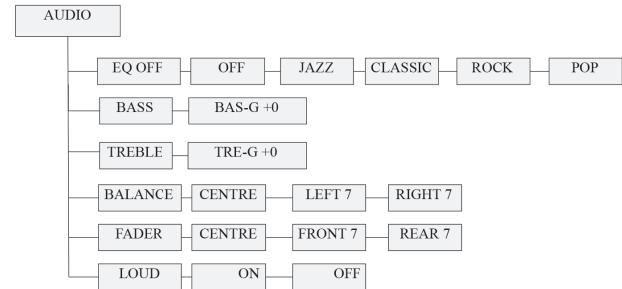 AUDIO
EQ OFF OFF JAZZ CLASSIC ROCK POP
BASS BAS-G +0
TREBLE TRE-G +0
BALANCE CENTRE LEFT 7 RIGHT 7
FADER CENTRE FRONT 7 REAR 7
LOUD ON OFF